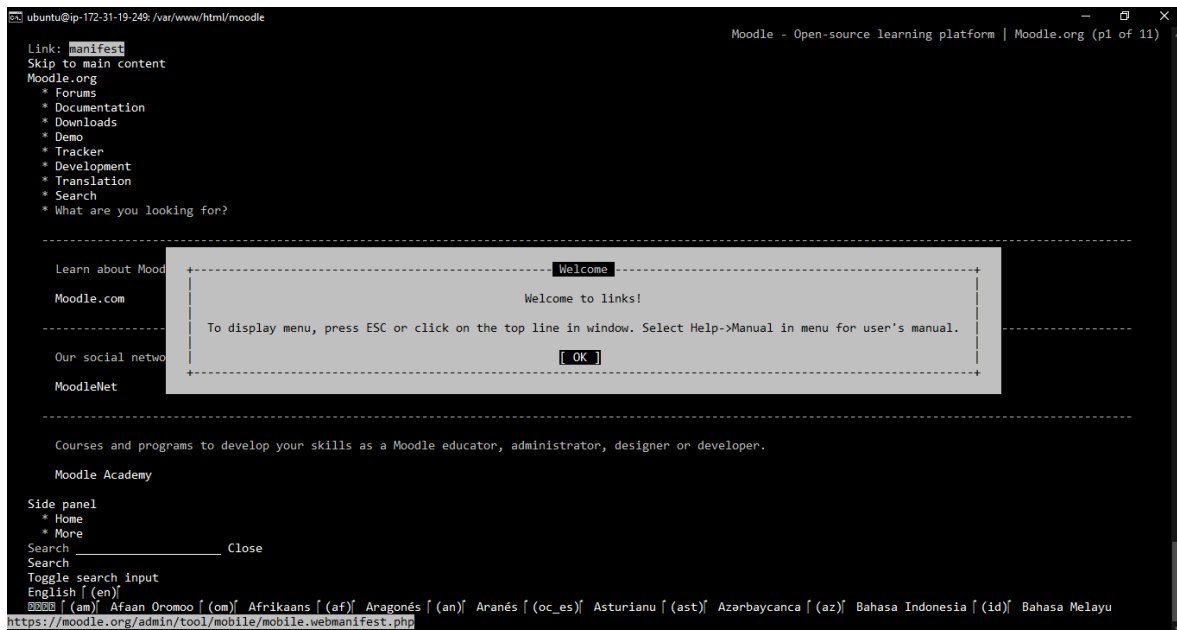 ubuntu@ip-172-31-19-249: /var/www/html/moodle
Moodle - Open-source learning platform | Moodle.org (p1 of 11)
Link: manifest
Skip to main content
Moodle.org
* Forums
* Documentation
* Downloads
* Demo
* Tracker
* Development
* Translation
* Search
* What are you looking for?
Learn about Mood
Moodle.com
Our social netwo
MoodleNet
Welcome
Welcome to links!
To display menu, press ESC or click on the top line in window. Select Help->Manual in menu for user's manual.
[ OK ]
Courses and programs to develop your skills as a Moodle educator, administrator, designer or developer.
Moodle Academy
Side panel
* Home
* More
Search ____________________ Close
Search
Toggle search input
English ⌠(en)⌠
⌠(am)⌠ Afaan Oromoo ⌠(om)⌠ Afrikaans ⌠(af)⌠ Aragonés ⌠(an)⌠ Aranés ⌠(oc_es)⌠ Asturianu ⌠(ast)⌠ Azərbaycanca ⌠(az)⌠ Bahasa Indonesia ⌠(id)⌠ Bahasa Melayu
https://moodle.org/admin/tool/mobile/mobile.webmanifest.php